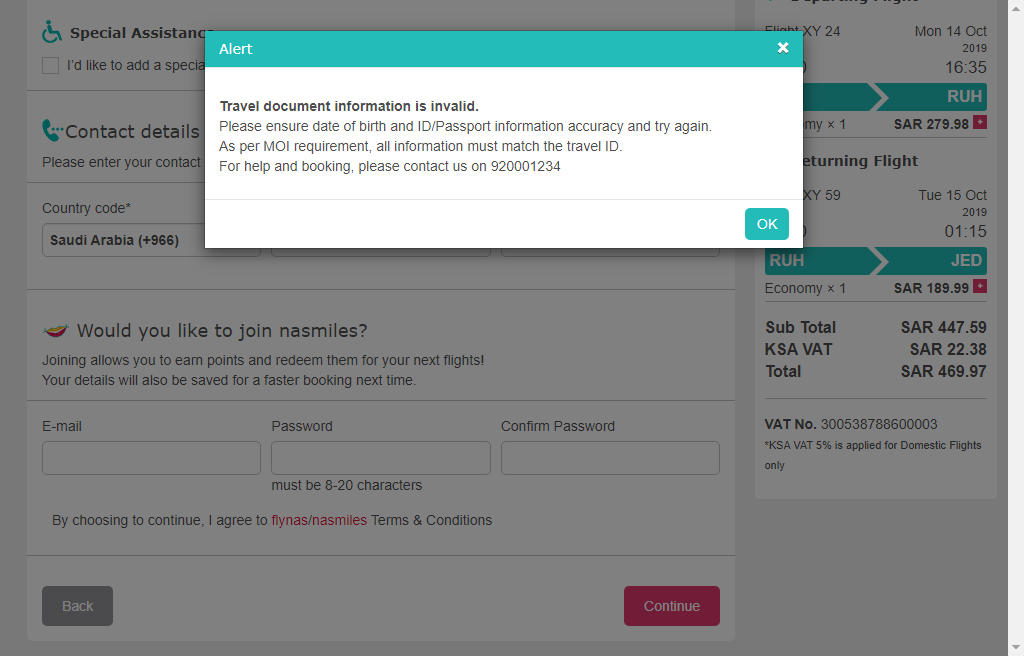 Special Assistance
I'd like to add a specia
Alert
Travel document information is invalid.
Please ensure date of birth and ID/Passport information accuracy and try again.
As per MOI requirement, all information must match the travel ID.
For help and booking, please contact us on 920001234
OK
Contact details
Please enter your contact
Country code*
Saudi Arabia (+966)
Would you like to join nasmiles?
Joining allows you to earn points and redeem them for your next flights!
Your details will also be saved for a faster booking next time.
E-mail
Password
Confirm Password
must be 8-20 characters
By choosing to continue, I agree to flynas/nasmiles Terms & Conditions
Back
Continue
Flight XY 24
Mon 14 Oct
2019
16:35
RUH
my × 1
SAR 279.98
eturning Flight
XY 59
Tue 15 Oct
2019
01:15
RUH
JED
Economy × 1
SAR 189.99
Sub Total
SAR 447.59
KSA VAT
SAR 22.38
Total
SAR 469.97
VAT No. 300538788600003
*KSA VAT 5% is applied for Domestic Flights
only